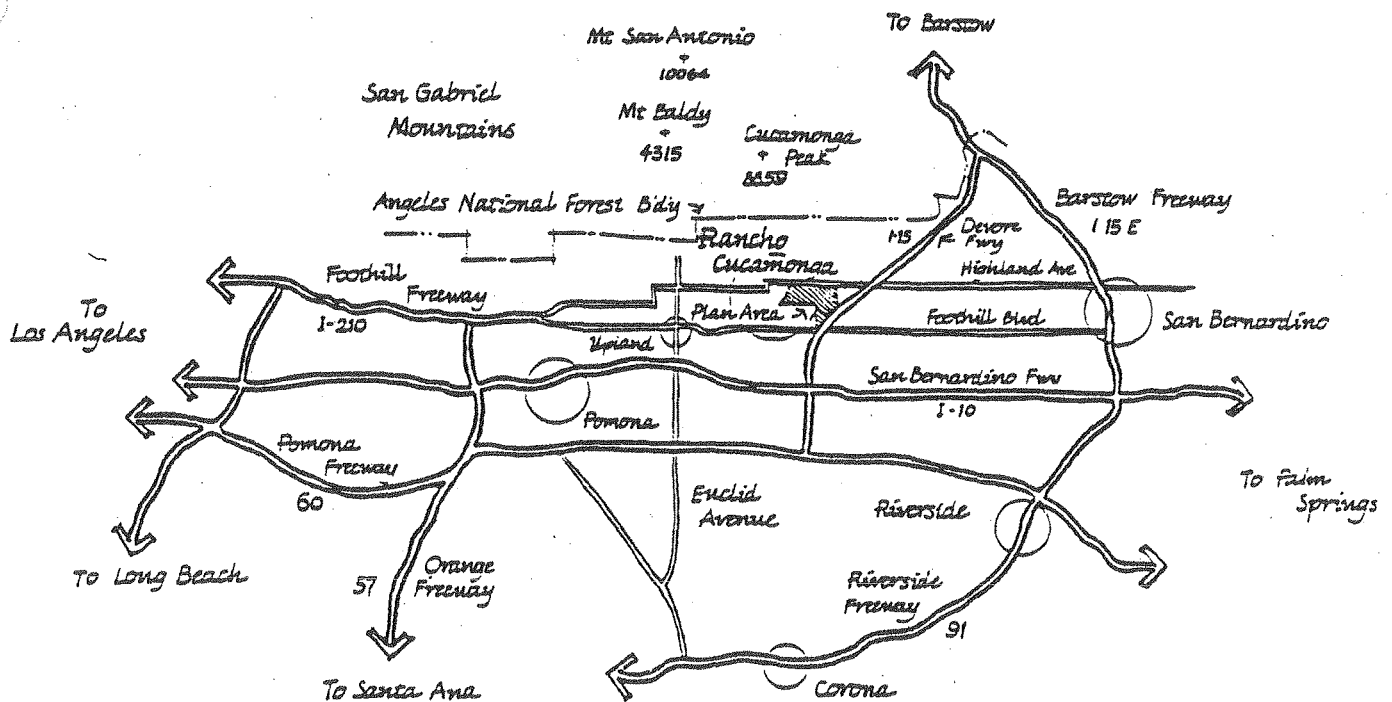 To Barstow
Mt San Antonio
10064
San Gabriel
Mountains
Mt Baldy
4315
Cucamonga
Peak
8859
Angeles National Forest Bdy
Barstow Freeway
I 15 E
Rancho
Cucamonga
I-15
Devore
Fwy
Highland Ave
Foothill
Freeway
I-210
To
Los Angeles
Plan Area
Foothill Blvd
San Bernardino
Upland
San Bernardino Fwy
I-10
Pomona
Pomona
Freeway
60
Euclid
Avenue
Riverside
To Palm
Springs
To Long Beach
57
Orange
Freeway
Riverside
Freeway
91
To Santa Ana
Corona